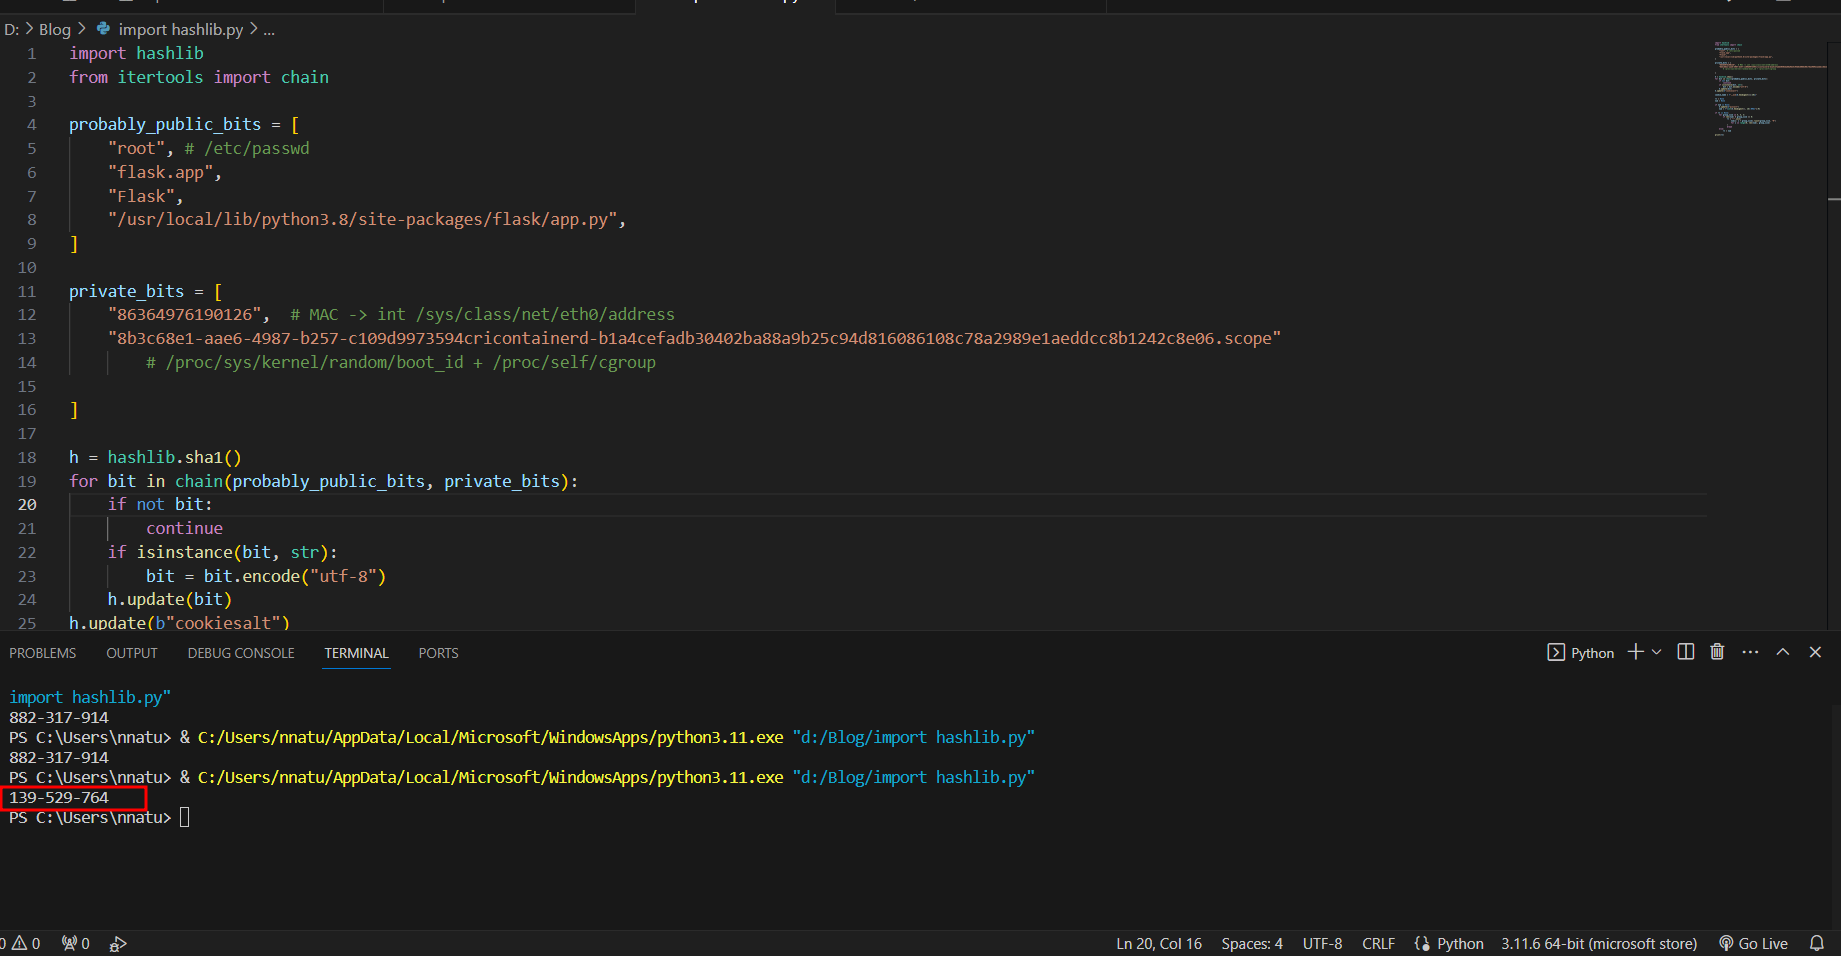 D: > Blog > import hashlib.py > ...
1 import hashlib
2 from itertools import chain
3
4 probably_public_bits = [
5 "root", # /etc/passwd
6 "flask.app",
7 "Flask",
8 "/usr/local/lib/python3.8/site-packages/flask/app.py",
9 ]
10
11 private_bits = [
12 "86364976190126", # MAC -> int /sys/class/net/eth0/address
13 "8b3c68e1-aae6-4987-b257-c109d9973594cricontainerd-b1a4cefadb30402ba88a9b25c94d816086108c78a2989e1aeddcc8b1242c8e06.scope"
14 # /proc/sys/kernel/random/boot_id + /proc/self/cgroup
15
16 ]
17
18 h = hashlib.sha1()
19 for bit in chain(probably_public_bits, private_bits):
20 if not bit:
21 continue
22 if isinstance(bit, str):
23 bit = bit.encode("utf-8")
24 h.update(bit)
25 h.update(b"cookiesalt")
PROBLEMS OUTPUT DEBUG CONSOLE TERMINAL PORTS Python
import hashlib.py"
882-317-914
PS C:\Users\nnatu> & C:/Users/nnatu/AppData/Local/Microsoft/WindowsApps/python3.11.exe "d:/Blog/import hashlib.py"
882-317-914
PS C:\Users\nnatu> & C:/Users/nnatu/AppData/Local/Microsoft/WindowsApps/python3.11.exe "d:/Blog/import hashlib.py"
139-529-764
PS C:\Users\nnatu>
0 0 0 Ln 20, Col 16 Spaces: 4 UTF-8 CRLF Python 3.11.6 64-bit (microsoft store) Go Live